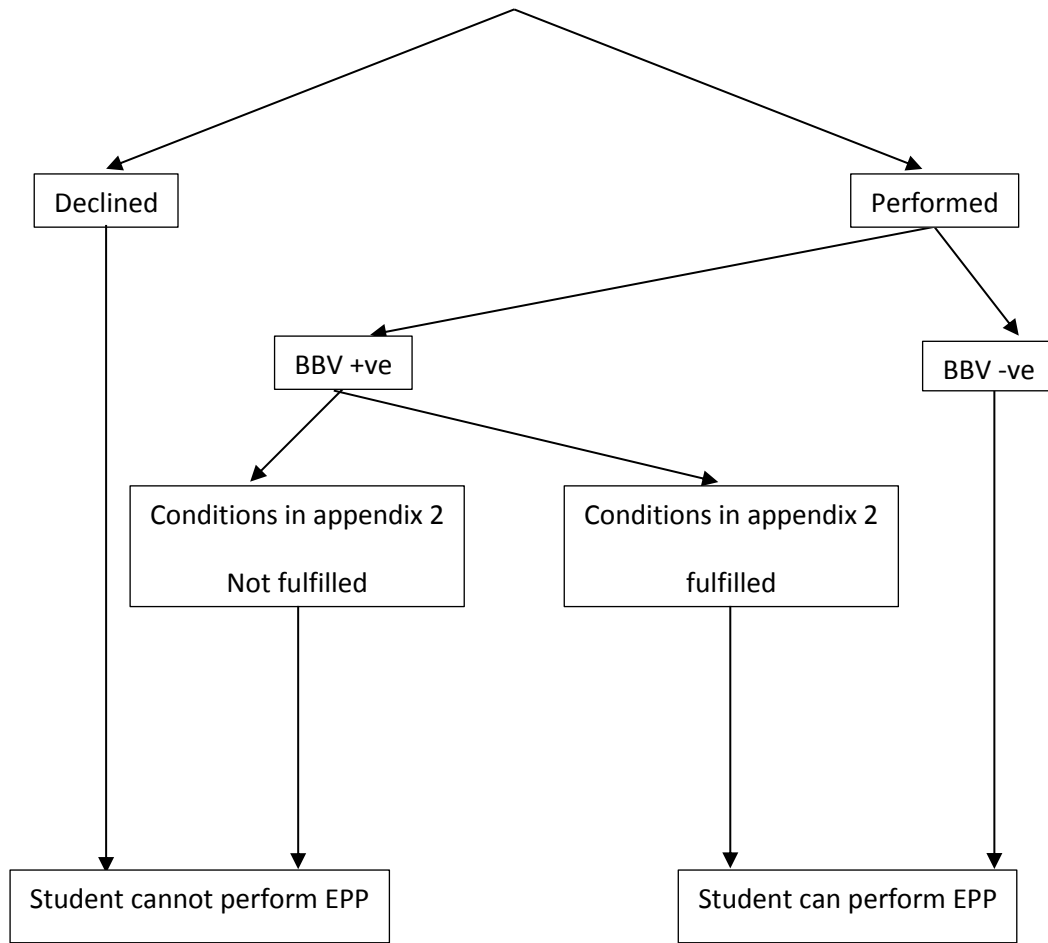 Declined
Performed
BBV +ve
BBV -ve
Conditions in appendix 2
Not fulfilled
Conditions in appendix 2
fulfilled
Student cannot perform EPP
Student can perform EPP